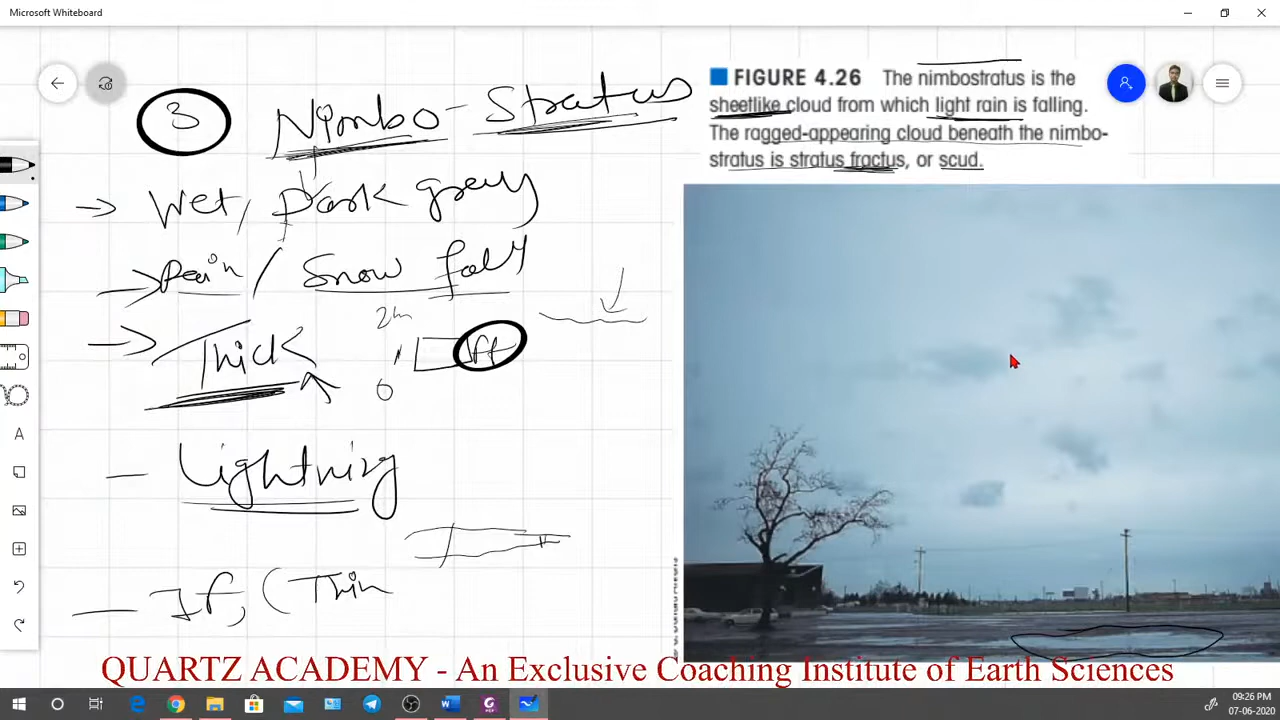 Microsoft Whiteboard
3 Nimbo-Stratus
→ Wet, Dark grey
→ Rain / Snow fall
→ Thick
2km
0
- Lightning
- If, (Thin
FIGURE 4.26 The nimbostratus is the
sheetlike cloud from which light rain is falling.
The ragged-appearing cloud beneath the nimbo-
stratus is stratus fractus, or scud.
A
QUARTZ ACADEMY - An Exclusive Coaching Institute of Earth Sciences
09:26 PM
07-06-2020